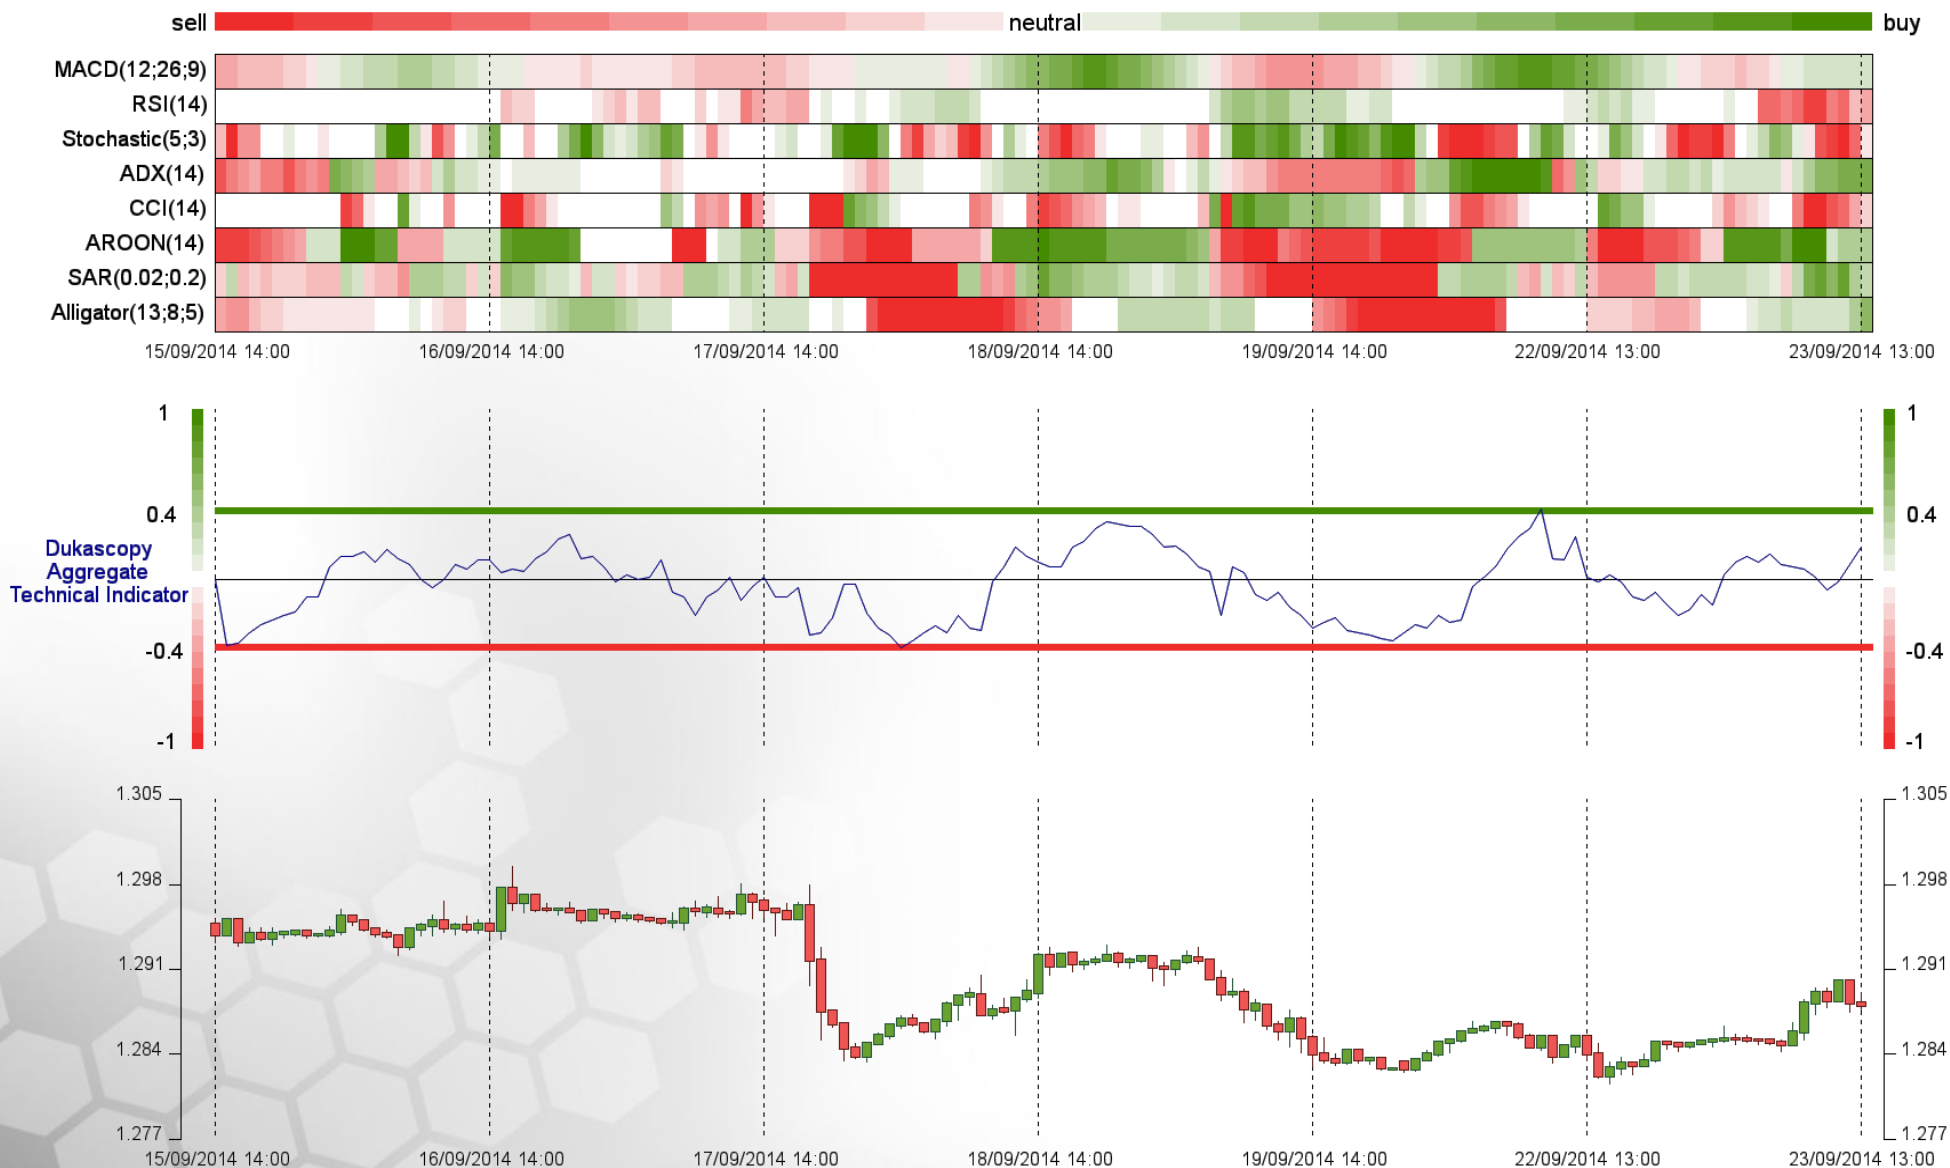 sell neutral buy
MACD(12;26;9)
RSI(14)
Stochastic(5;3)
ADX(14)
CCI(14)
AROON(14)
SAR(0.02;0.2)
Alligator(13;8;5)
15/09/2014 14:00 16/09/2014 14:00 17/09/2014 14:00 18/09/2014 14:00 19/09/2014 14:00 22/09/2014 13:00 23/09/2014 13:00
1 1
0.4 0.4
Dukascopy
Aggregate
Technical Indicator
-0.4 -0.4
-1 -1
1.305 1.305
1.298 1.298
1.291 1.291
1.284 1.284
1.277 1.277
15/09/2014 14:00 16/09/2014 14:00 17/09/2014 14:00 18/09/2014 14:00 19/09/2014 14:00 22/09/2014 13:00 23/09/2014 13:00